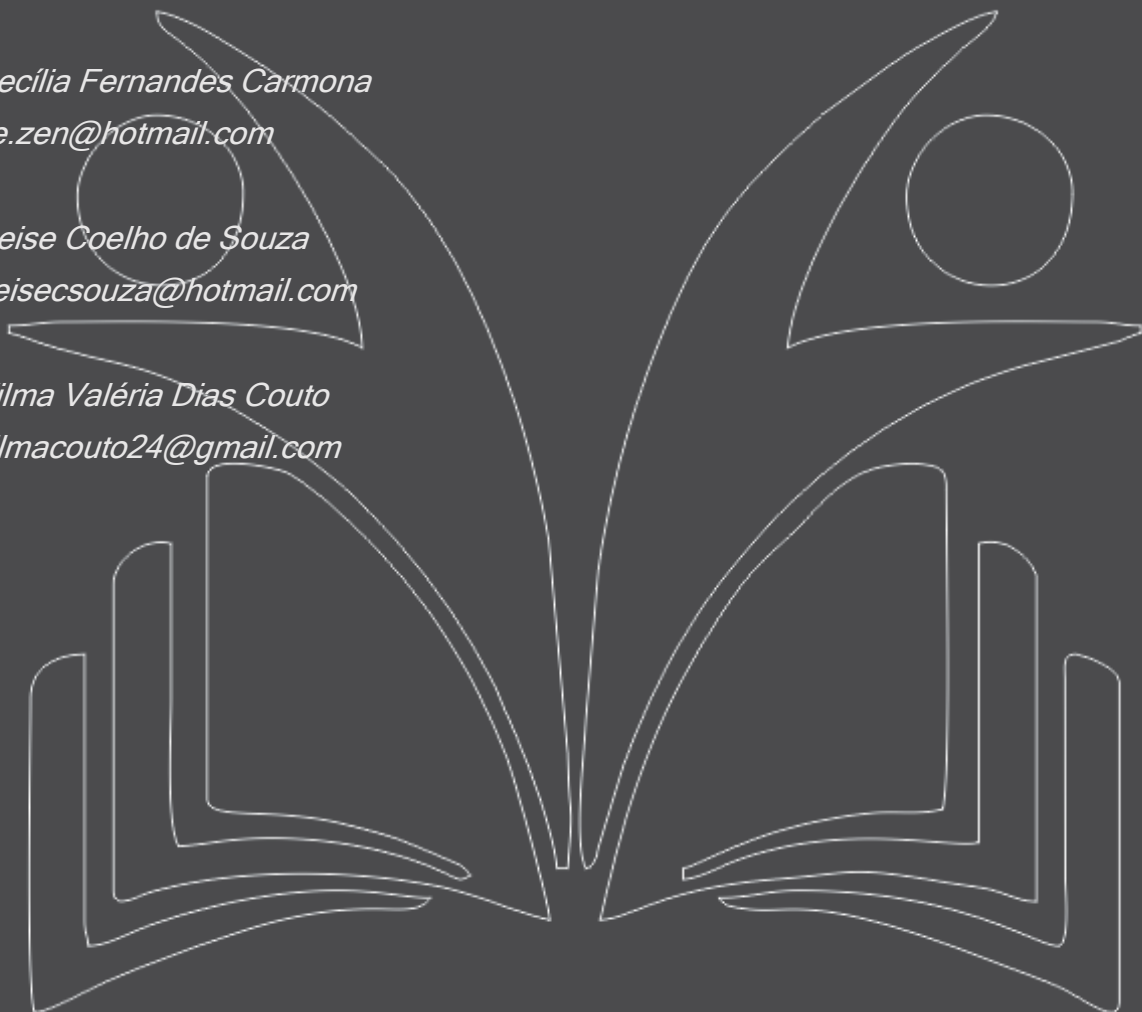 ecília Fernandes Carmona
e.zen@hotmail.com
eise Coelho de Souza
eisecsouza@hotmail.com
ilma Valéria Dias Couto
lmacouto24@gmail.com